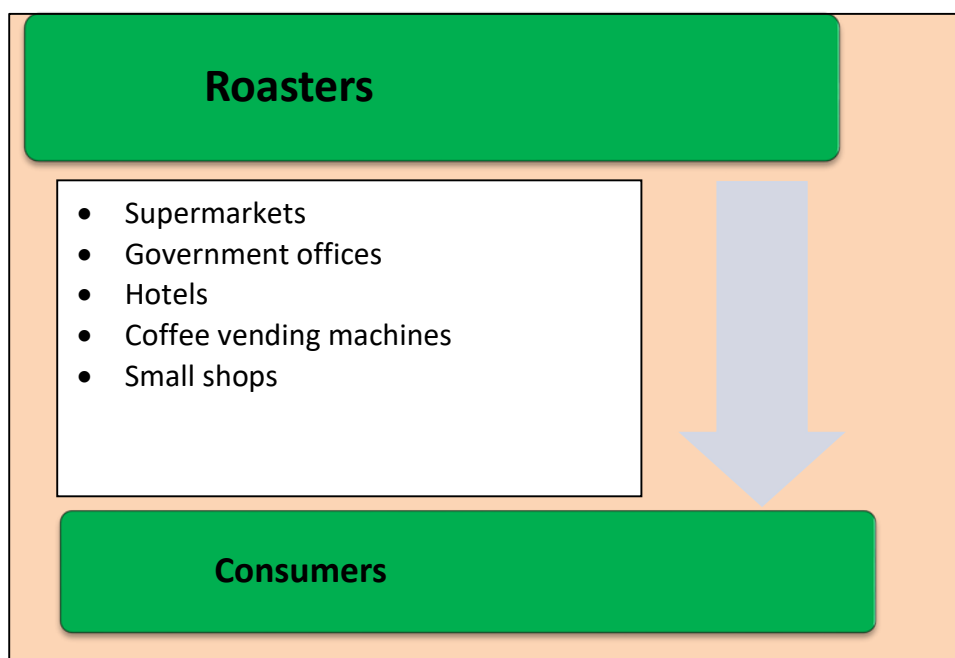 Roasters
• Supermarkets
• Government offices
• Hotels
• Coffee vending machines
• Small shops
Consumers